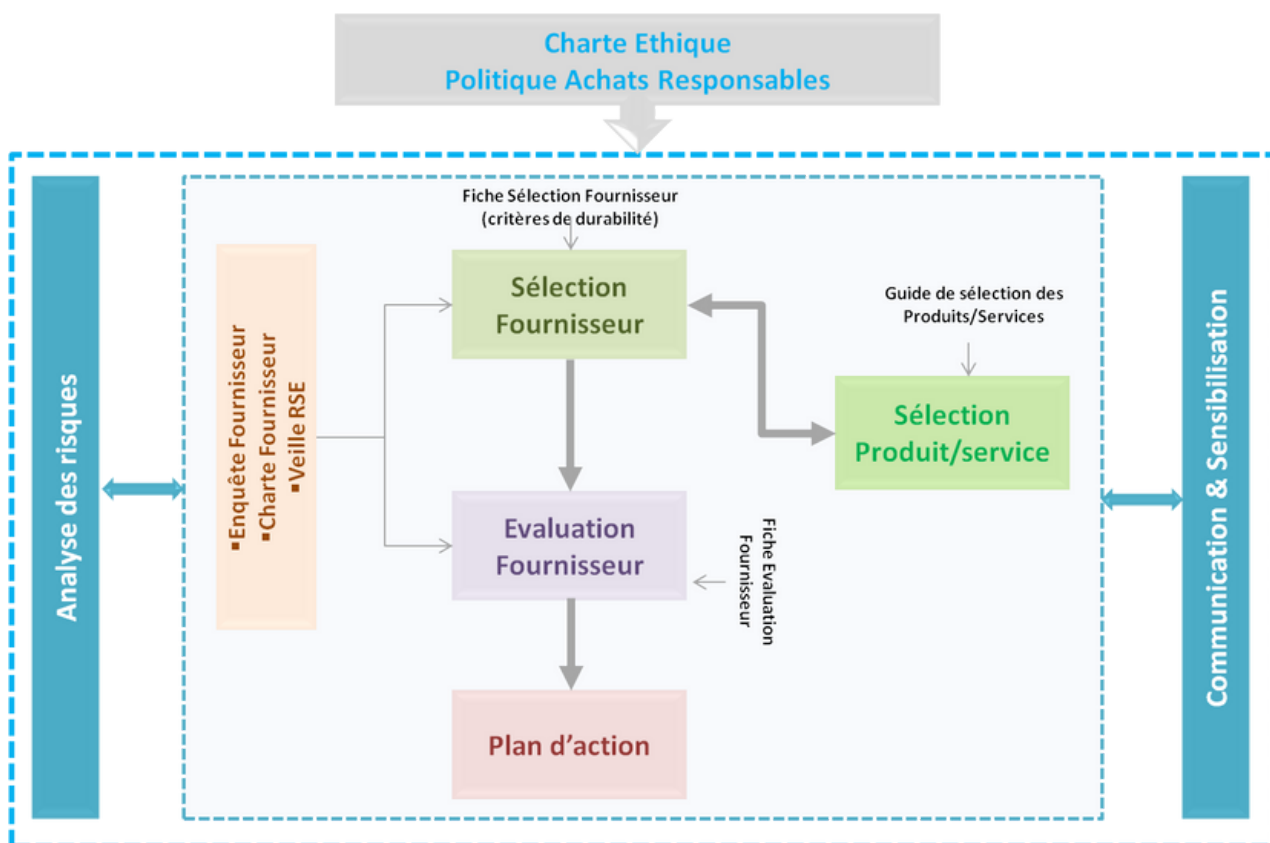 Charte Ethique
Politique Achats Responsables
Analyse des risques
▪Enquête Fournisseur
▪Charte Fournisseur
▪Veille RSE
Fiche Sélection Fournisseur
(critères de durabilité)
Sélection
Fournisseur
Guide de sélection des
Produits/Services
Sélection
Produit/service
Evaluation
Fournisseur
Fiche Evaluation
Fournisseur
Plan d’action
Communication & Sensibilisation